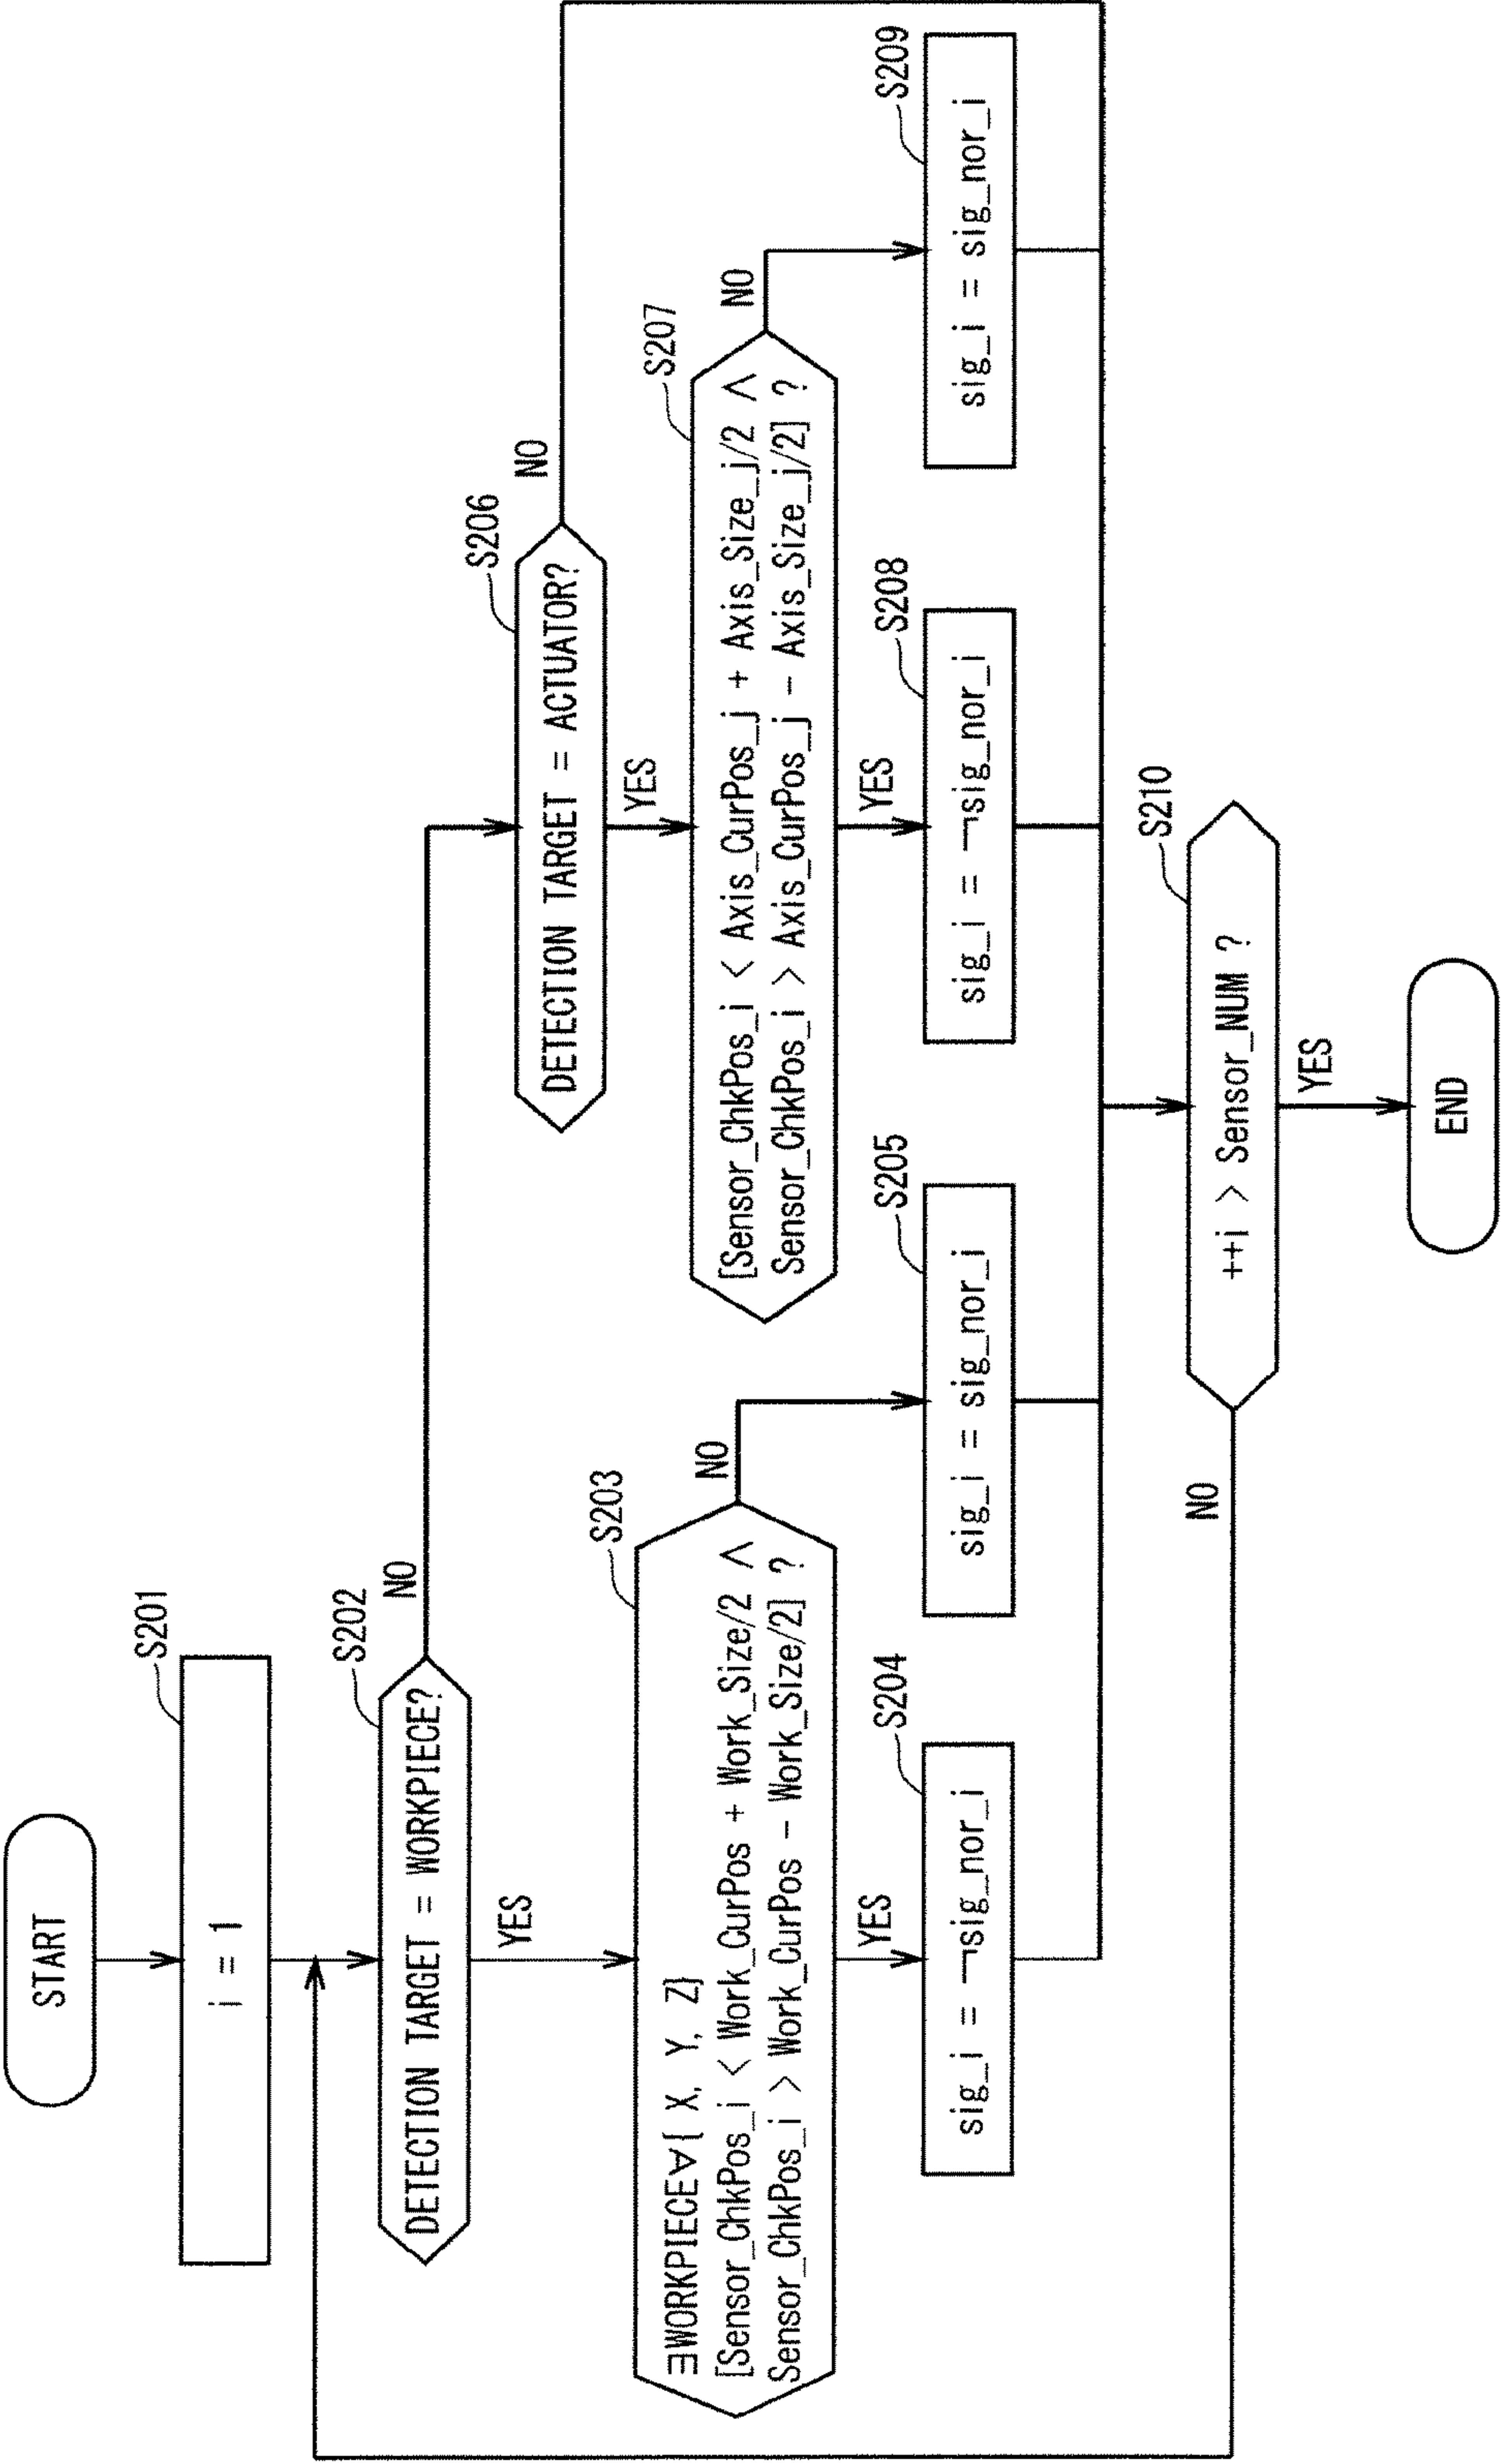 START
S201
i = 1
S202
DETECTION TARGET = WORKPIECE?
NO
YES
S203
∃WORKPIECE∀{ X, Y, Z}
[Sensor_ChkPos_i < Work_CurPos + Work_Size/2 ∧
Sensor_ChkPos_i > Work_CurPos − Work_Size/2] ?
NO
YES
S204
sig_i = ¬sig_nor_i
S205
sig_i = sig_nor_i
S206
DETECTION TARGET = ACTUATOR?
NO
YES
S207
[Sensor_ChkPos_i < Axis_CurPos_j + Axis_Size_j/2 ∧
Sensor_ChkPos_i > Axis_CurPos_j − Axis_Size_j/2] ?
NO
YES
S208
sig_i = ¬sig_nor_i
S209
sig_i = sig_nor_i
S210
++i > Sensor_NUM ?
NO
YES
END